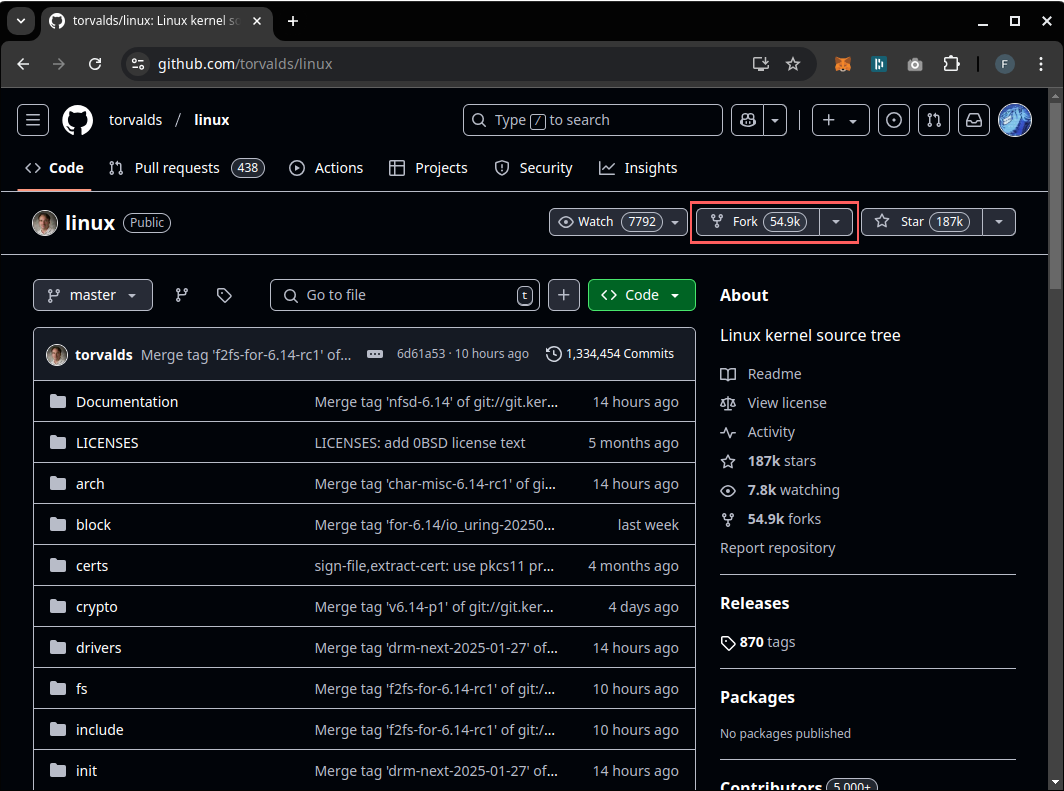 torvalds/linux: Linux kernel so
github.com/torvalds/linux
F
torvalds / linux
Type / to search
Code Pull requests 438 Actions Projects Security Insights
linux Public
Watch 7792 Fork 54.9k Star 187k
master Go to file t Code
About
Linux kernel source tree
torvalds Merge tag 'f2fs-for-6.14-rc1' of... 6d61a53 · 10 hours ago 1,334,454 Commits
Documentation Merge tag 'nfsd-6.14' of git://git.ker... 14 hours ago
LICENSES LICENSES: add 0BSD license text 5 months ago
arch Merge tag 'char-misc-6.14-rc1' of gi... 14 hours ago
block Merge tag 'for-6.14/io_uring-20250... last week
certs sign-file,extract-cert: use pkcs11 pr... 4 months ago
crypto Merge tag 'v6.14-p1' of git://git.ker... 4 days ago
drivers Merge tag 'drm-next-2025-01-27' of... 14 hours ago
fs Merge tag 'f2fs-for-6.14-rc1' of git:/... 10 hours ago
include Merge tag 'f2fs-for-6.14-rc1' of git:/... 10 hours ago
init Merge tag 'drm-next-2025-01-27' of... 14 hours ago
Readme
View license
Activity
187k stars
7.8k watching
54.9k forks
Report repository
Releases
870 tags
Packages
No packages published
Contributors 5,000+